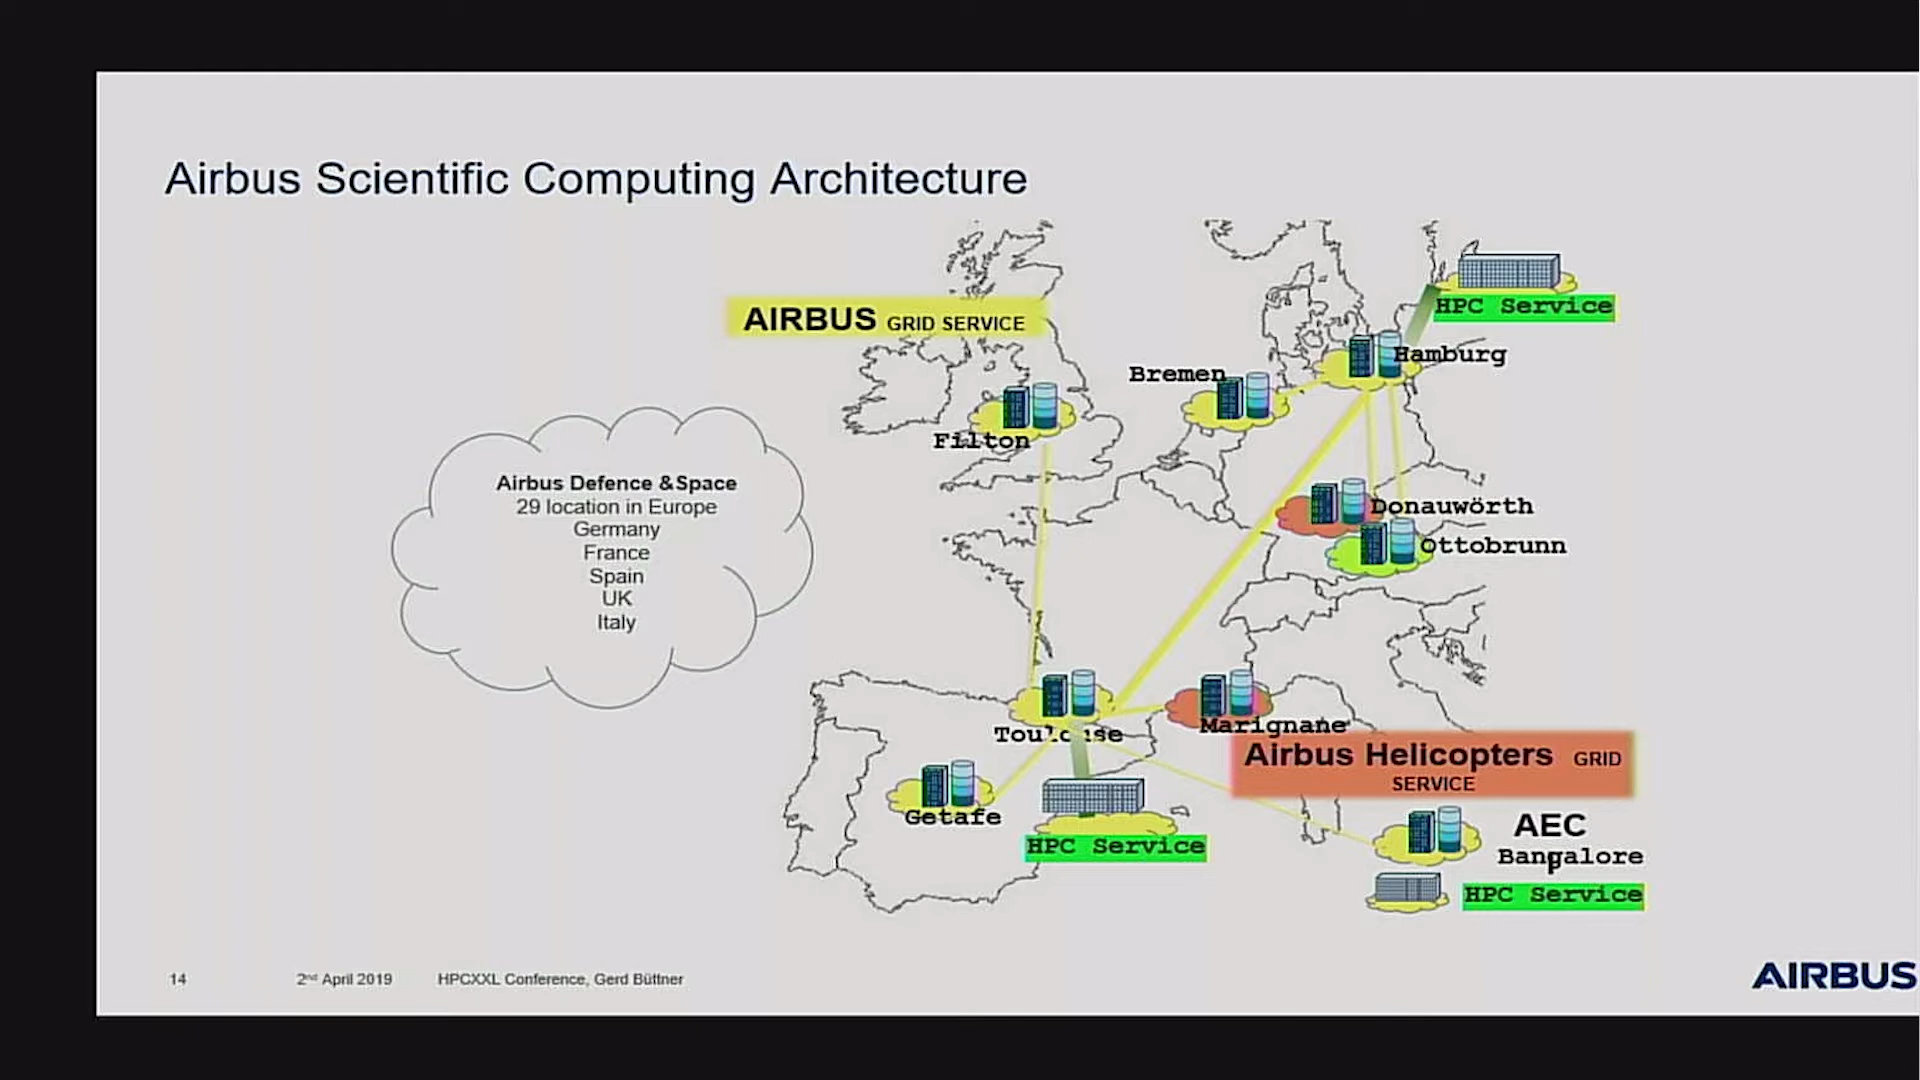 Airbus Scientific Computing Architecture
AIRBUS GRID SERVICE
HPC Service
Hamburg
Bremen
Filton
Airbus Defence & Space
29 location in Europe
Germany
France
Spain
UK
Italy
Donauwörth
Ottobrunn
Toulouse
Marignane
Airbus Helicopters GRID
SERVICE
Getafe
HPC Service
AEC
Bangalore
HPC Service
14
2nd April 2019
HPCXXL Conference, Gerd Büttner
AIRBUS